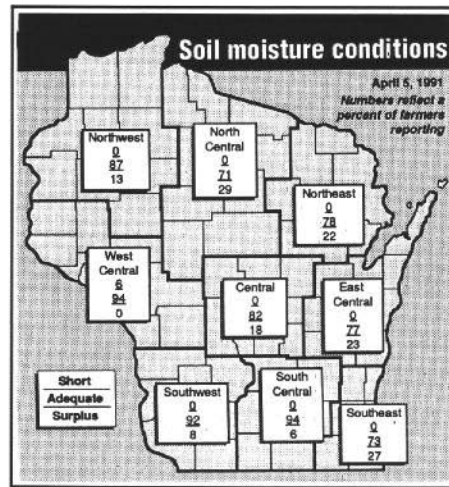 Soil moisture conditions
April 5, 1991
Numbers reflect a
percent of farmers
reporting
Northwest
0
87
13
North
Central
0
71
29
Northeast
0
78
22
West
Central
6
94
0
Central
0
82
18
East
Central
0
77
23
Short
Adequate
Surplus
Southwest
0
92
8
South
Central
0
94
6
Southeast
0
73
27